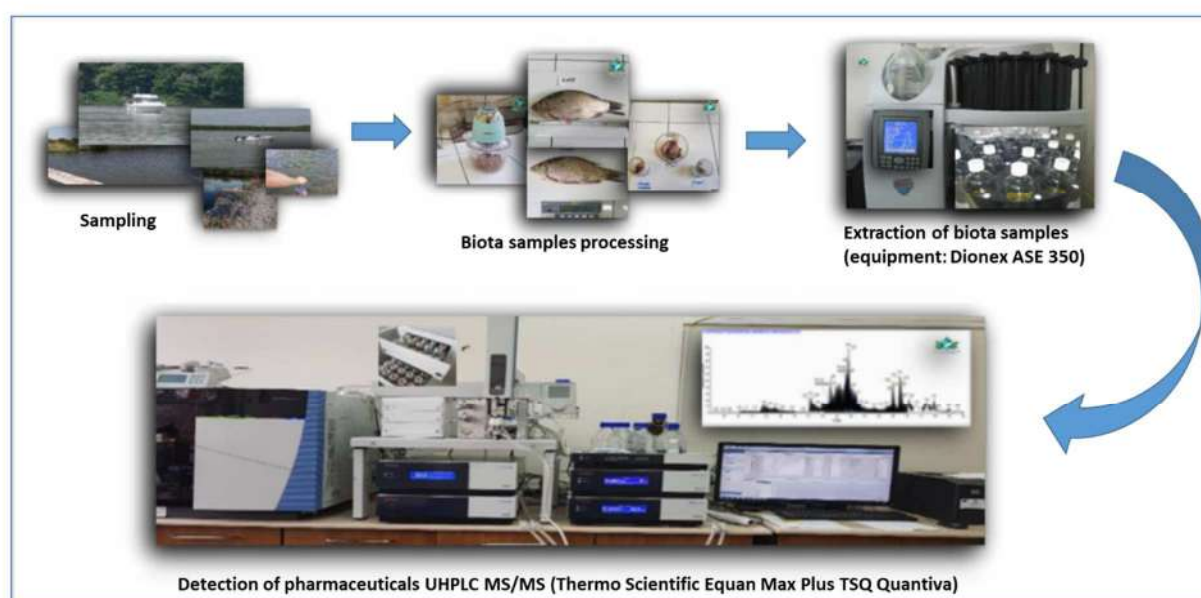 Sampling
Biota samples processing
Extraction of biota samples
(equipment: Dionex ASE 350)
Detection of pharmaceuticals UHPLC MS/MS (Thermo Scientific Equan Max Plus TSQ Quantiva)